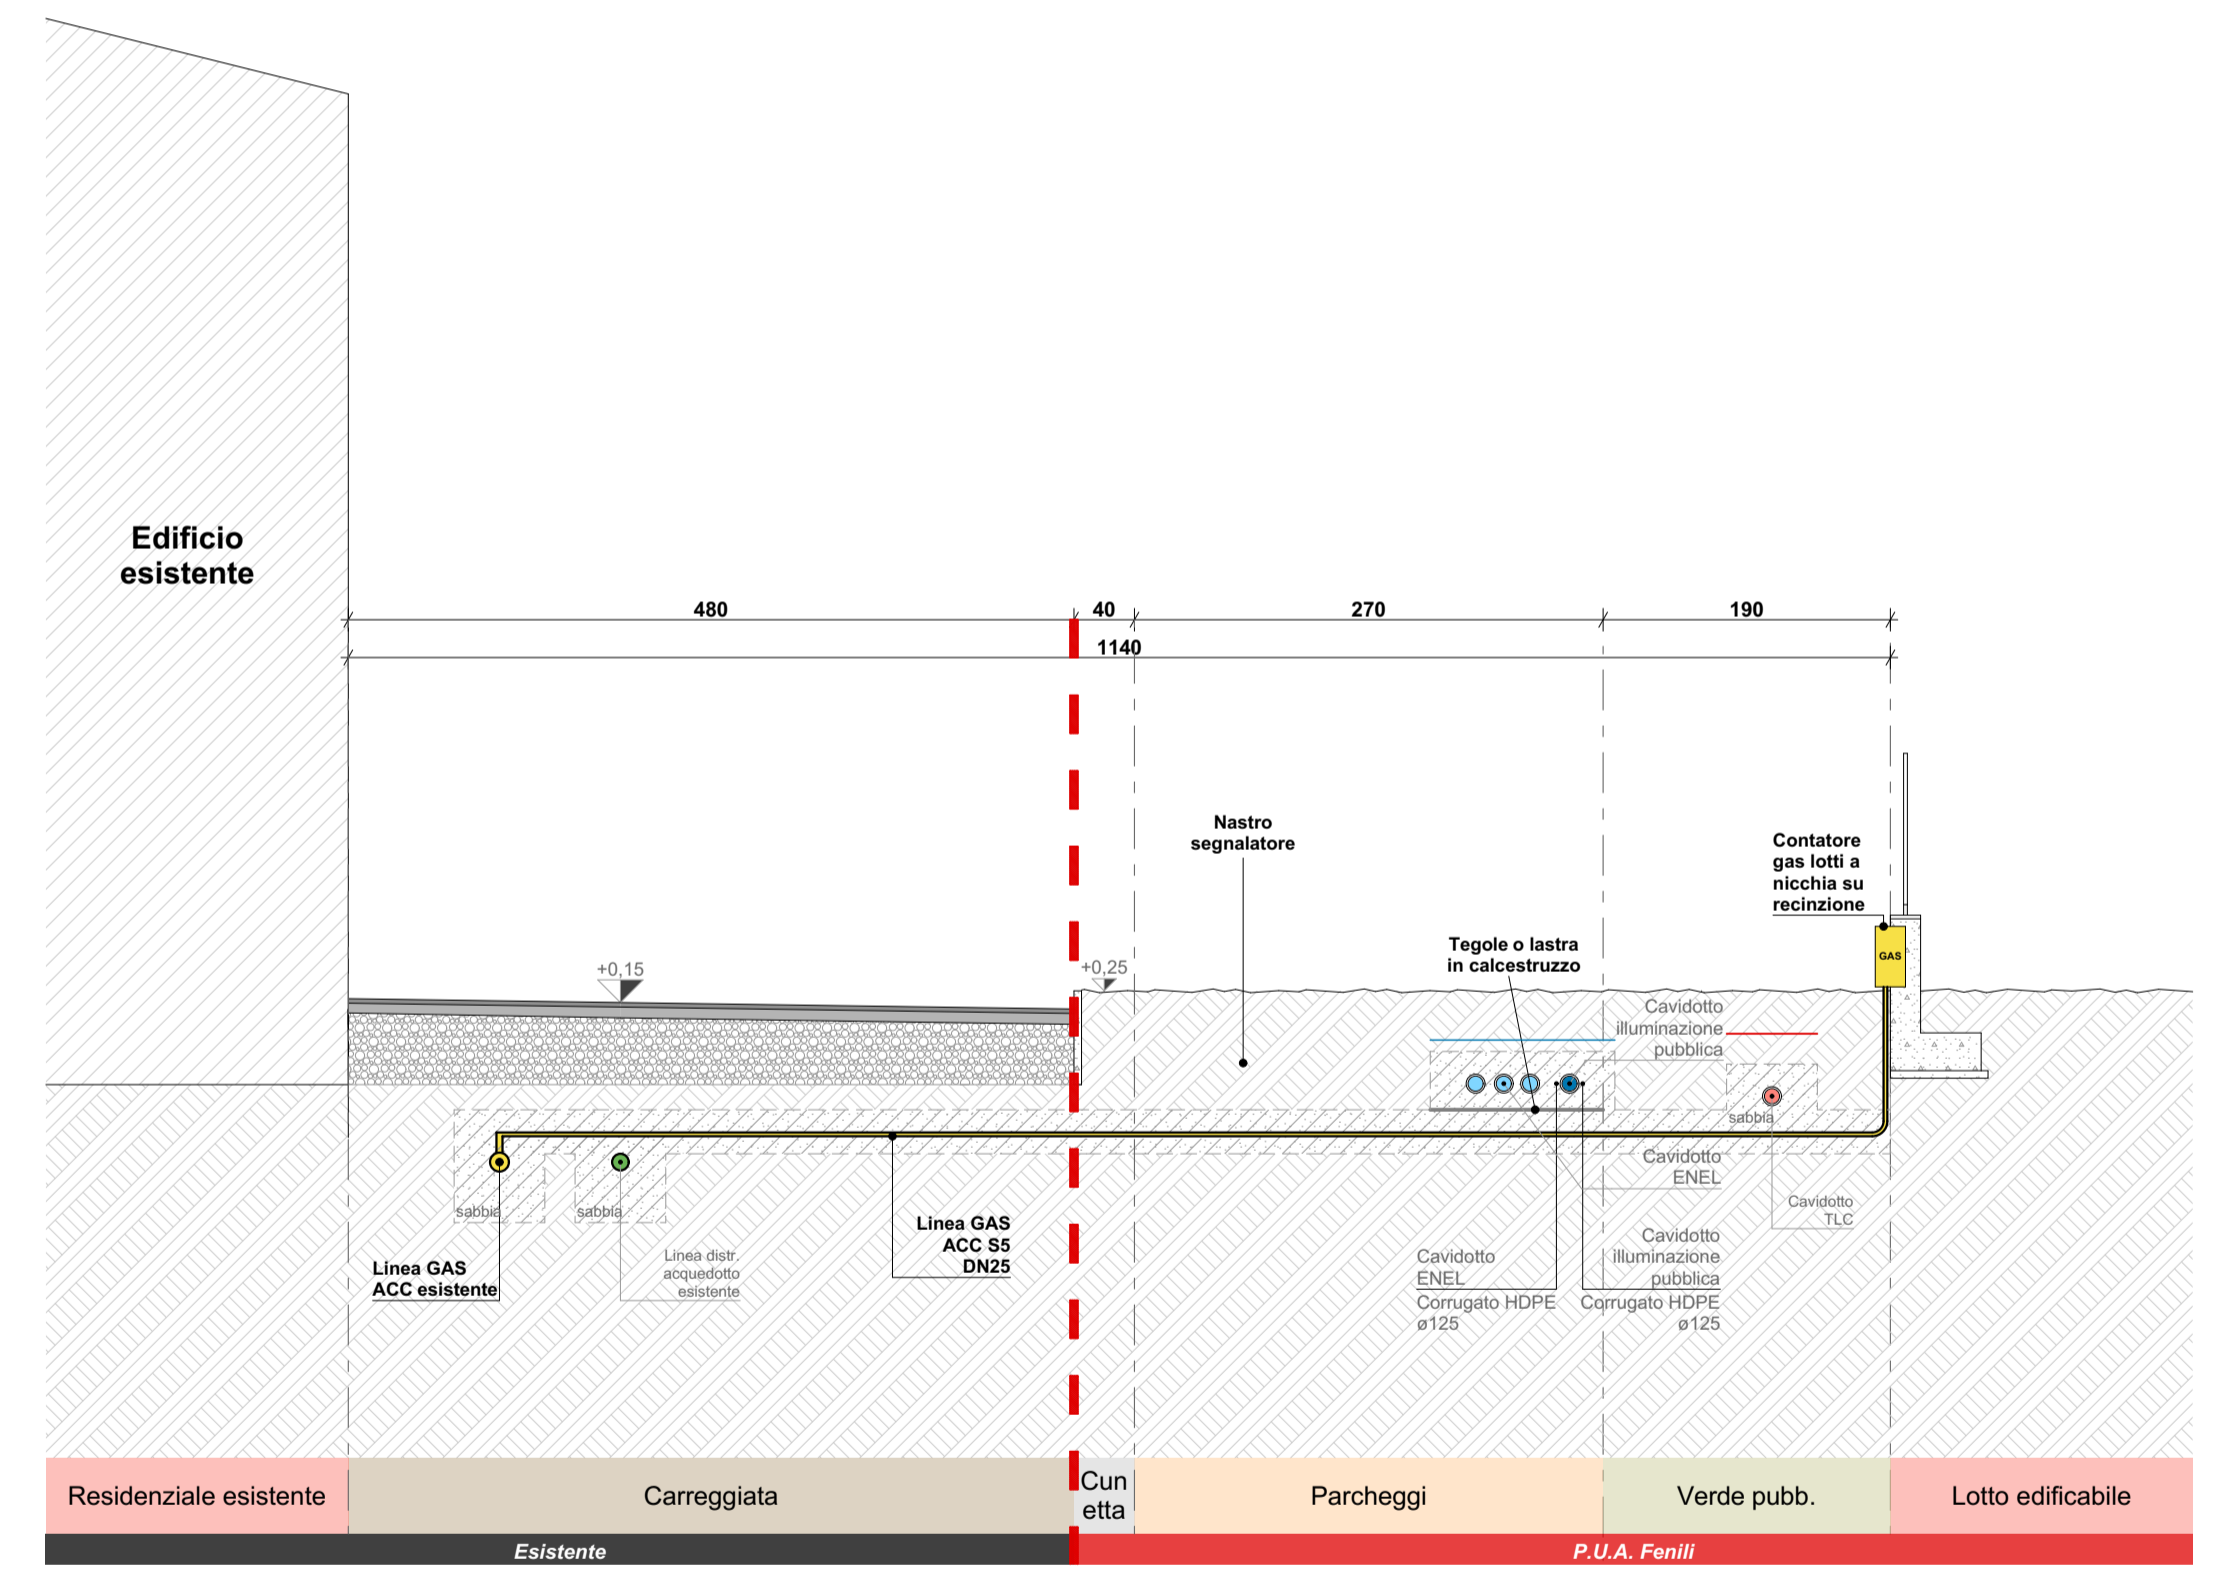 Edificio
esistente
480
40
270
190
1140
Nastro
segnalatore
Contatore
gas lotti a
nicchia su
recinzione
Tegole o lastra
in calcestruzzo
GAS
+0,15
+0,25
Cavidotto
illuminazione
pubblica
sabbia
sabbia
sabbia
Cavidotto
ENEL
Cavidotto
TLC
Linea GAS
ACC S5
DN25
Linea distr.
acquedotto
esistente
Linea GAS
ACC esistente
Cavidotto
ENEL
Corrugato HDPE
ø125
Cavidotto
illuminazione
pubblica
Corrugato HDPE
ø125
Residenziale esistente
Carreggiata
Cun
etta
Parcheggi
Verde pubb.
Lotto edificabile
Esistente
P.U.A. Fenili